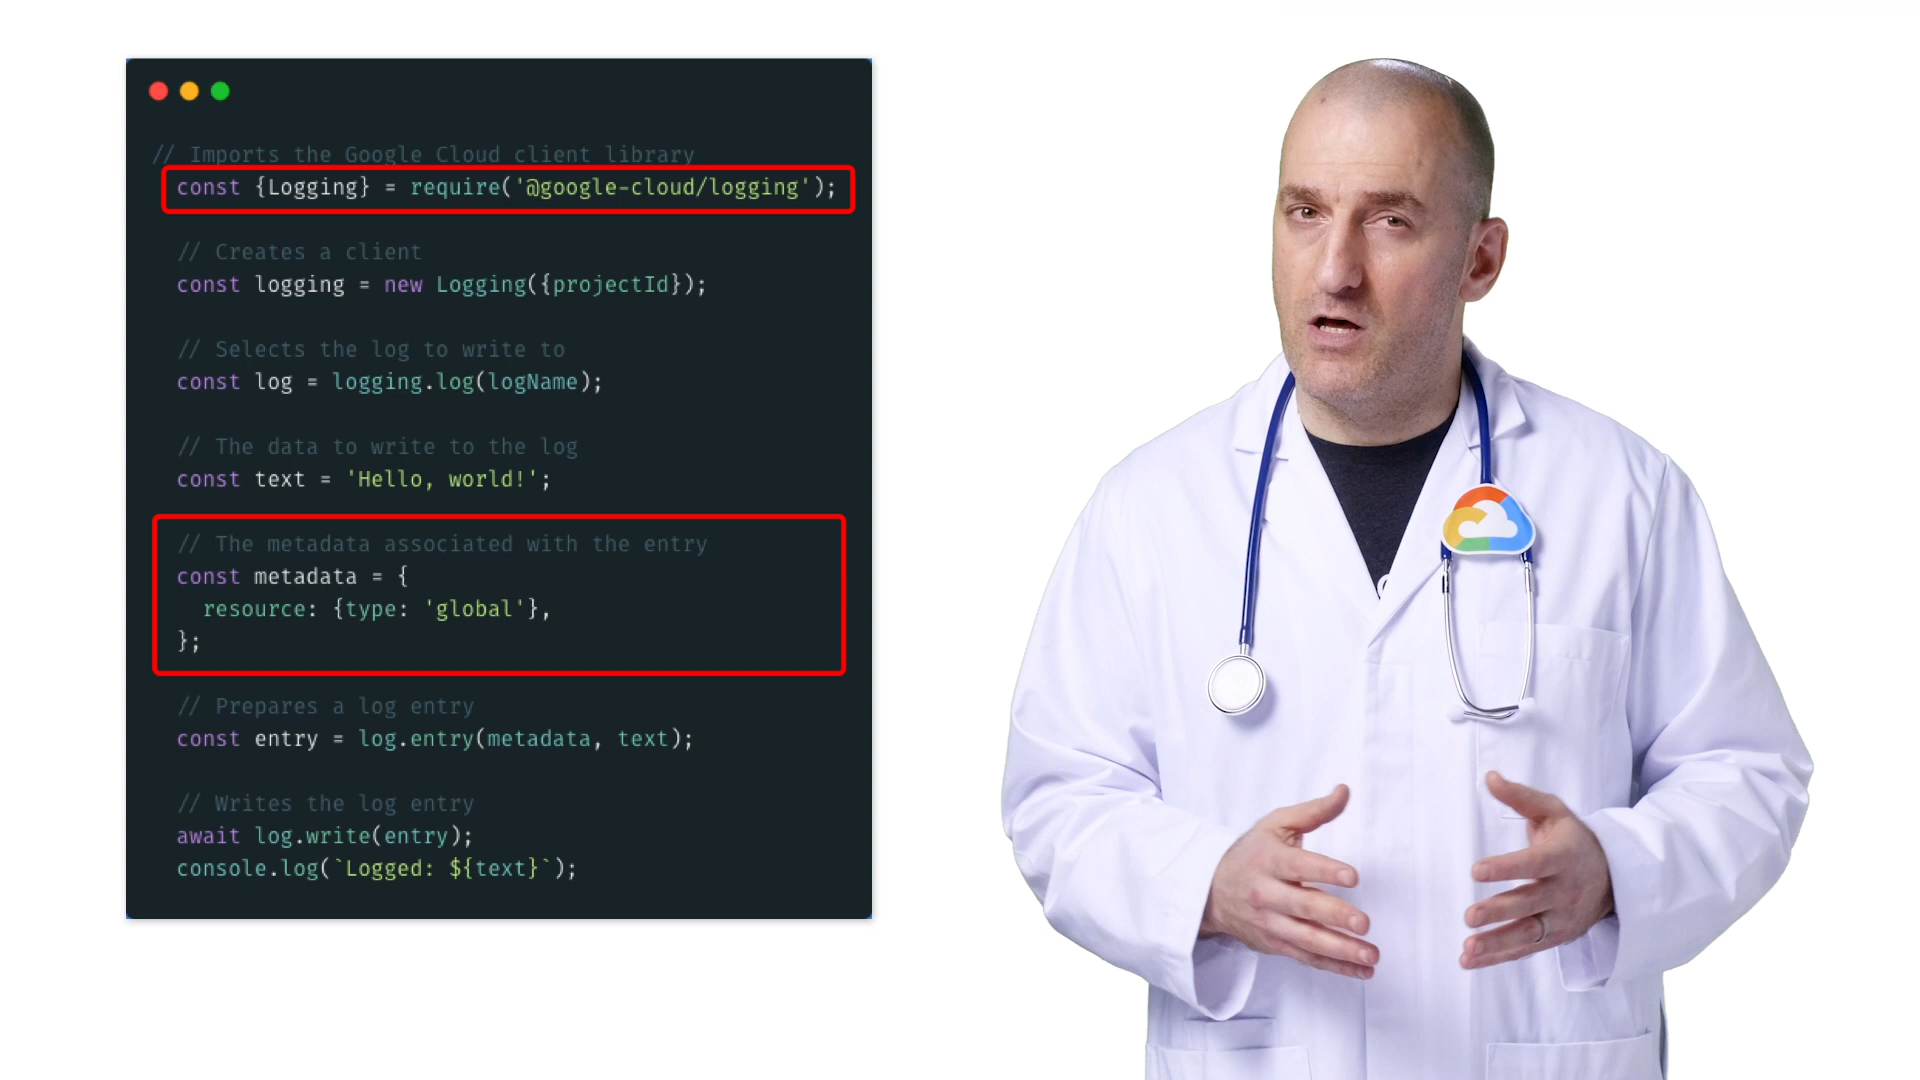 // Imports the Google Cloud client library
const {Logging} = require('@google-cloud/logging');
// Creates a client
const logging = new Logging({projectId});
// Selects the log to write to
const log = logging.log(logName);
// The data to write to the log
const text = 'Hello, world!';
// The metadata associated with the entry
const metadata = {
resource: {type: 'global'},
};
// Prepares a log entry
const entry = log.entry(metadata, text);
// Writes the log entry
await log.write(entry);
console.log(`Logged: ${text}`);